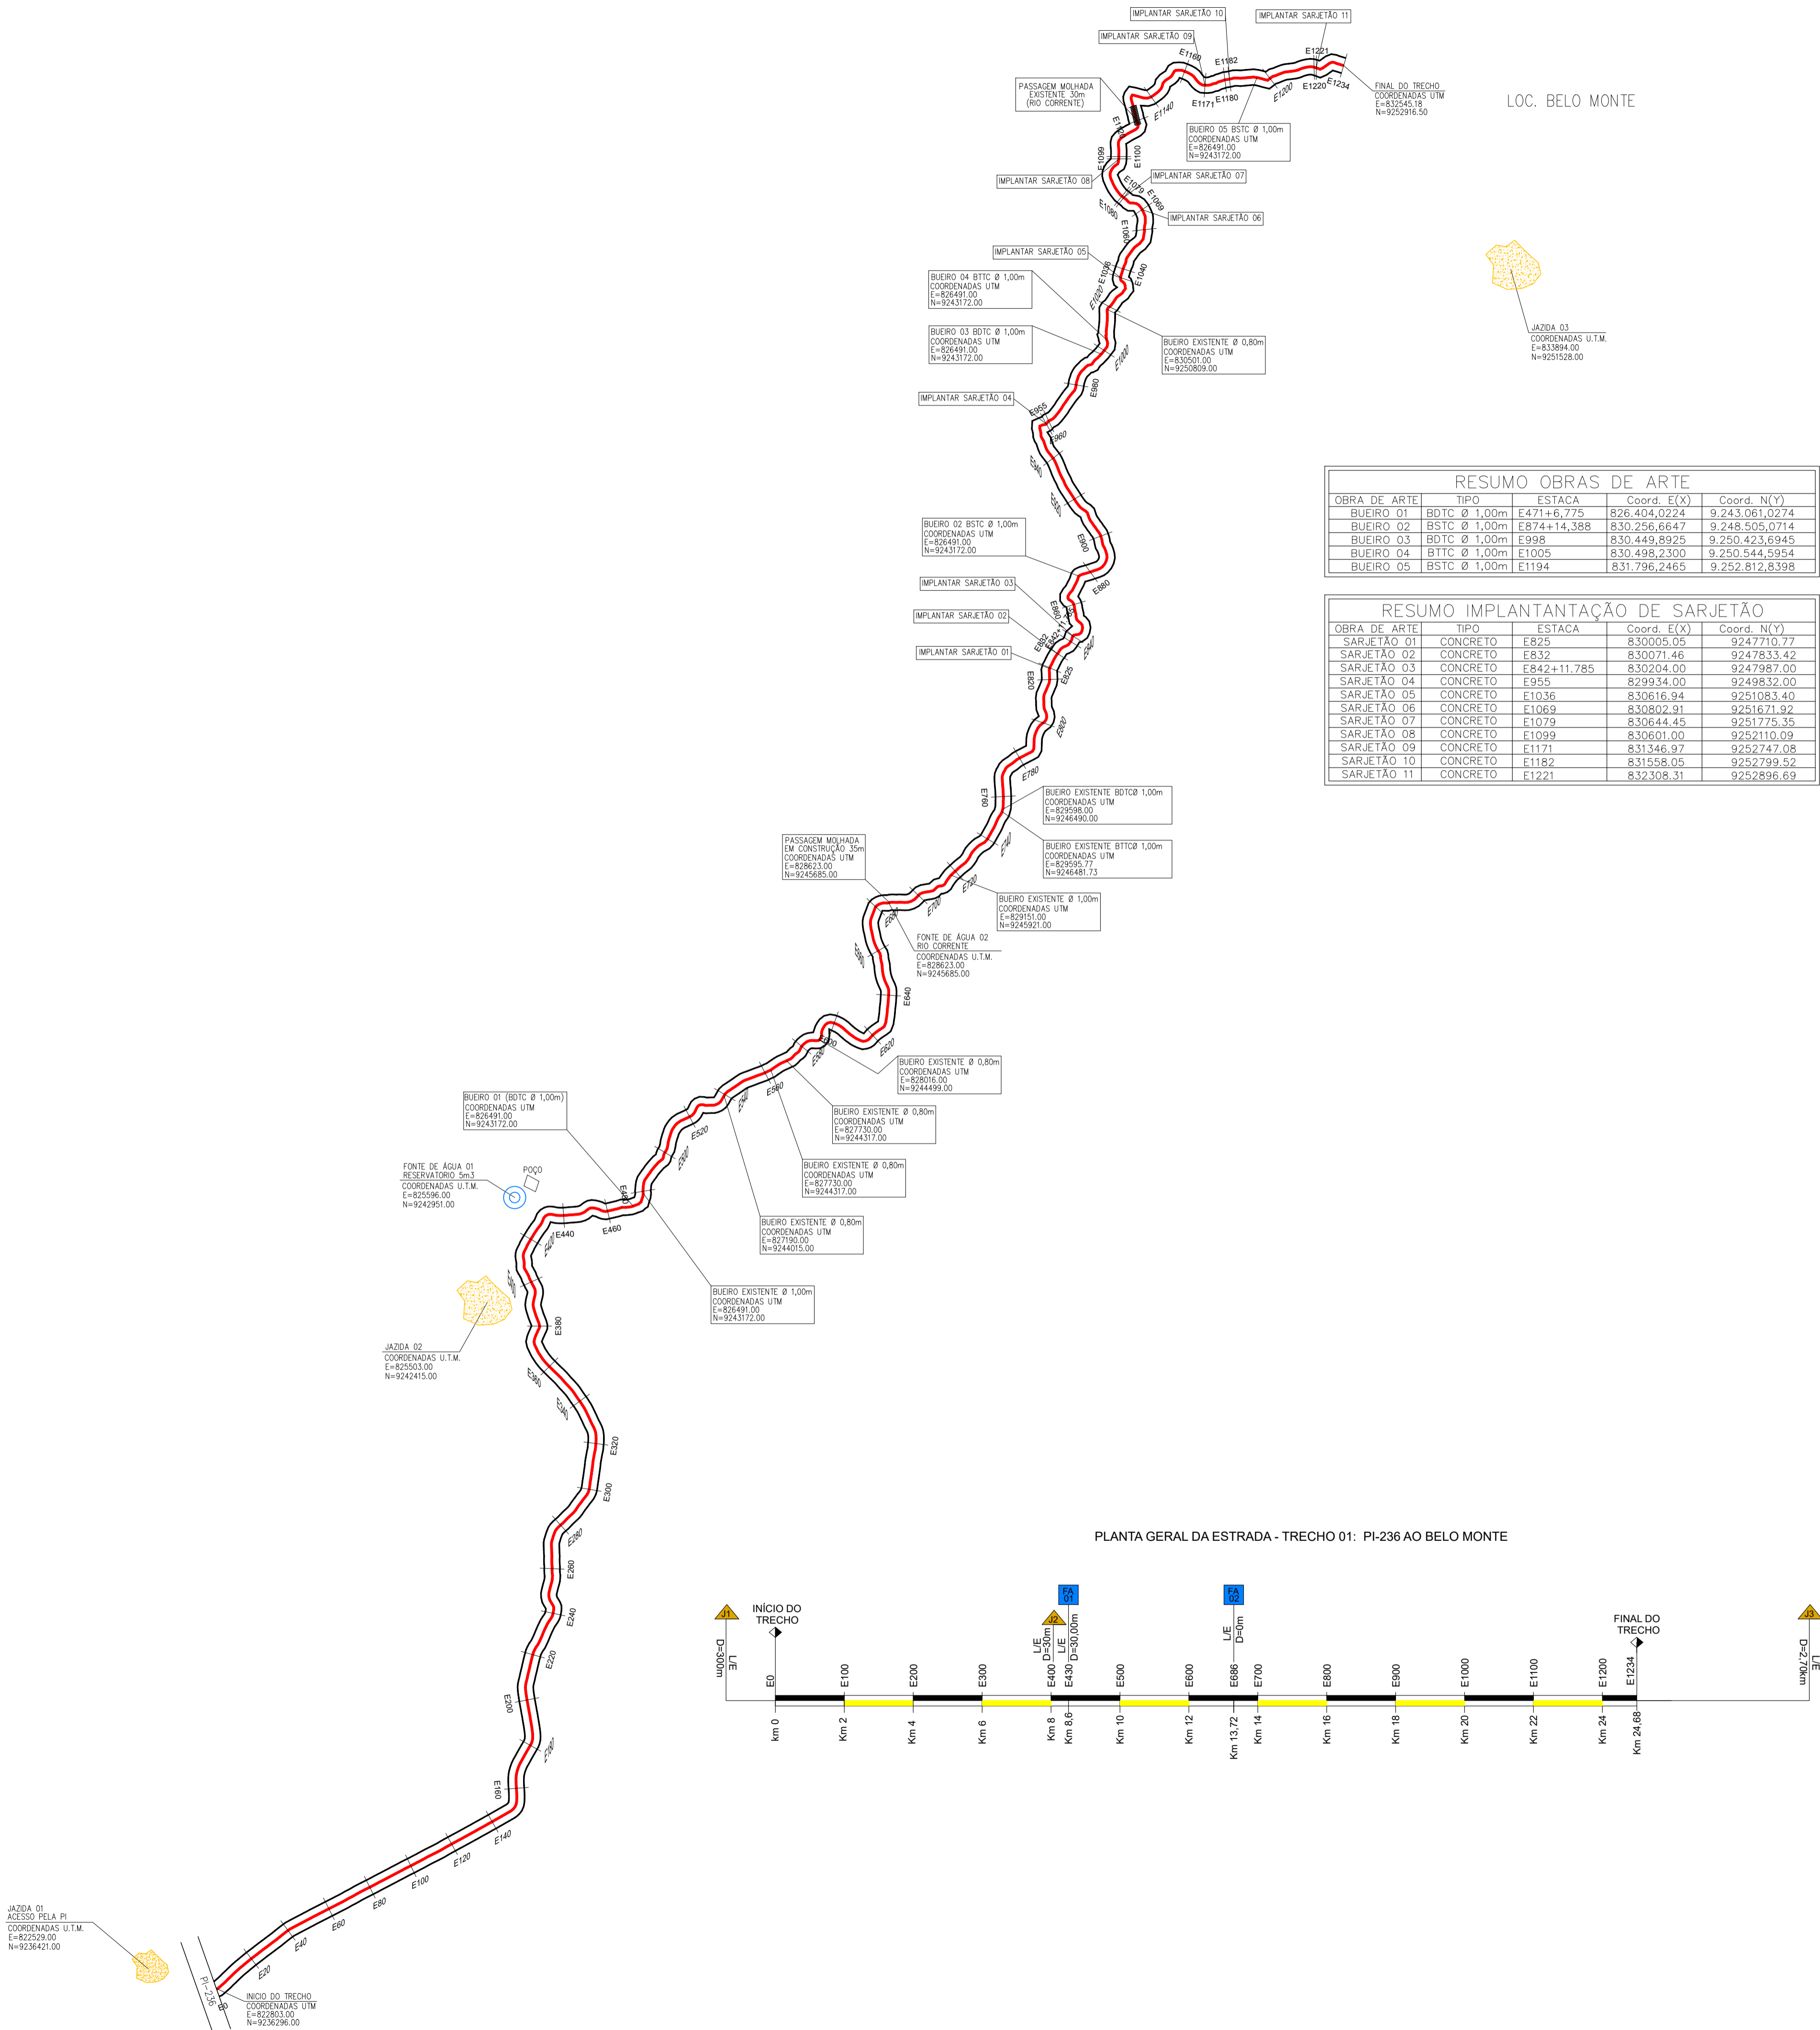 IMPLANTAR SARJETÃO 10
IMPLANTAR SARJETÃO 11
IMPLANTAR SARJETÃO 09
E1160
E1182
E1221
E1171
E1180
E1200
E1220
E1234
FINAL DO TRECHO
COORDENADAS UTM
E=832545.18
N=9252916.50
LOC. BELO MONTE
PASSAGEM MOLHADA
EXISTENTE 30m
(RIO CORRENTE)
E1140
BUEIRO 05 BSTC Ø 1,00m
COORDENADAS UTM
E=826491.00
N=9243172.00
E1099
E1100
IMPLANTAR SARJETÃO 08
IMPLANTAR SARJETÃO 07
E1079
E1069
E1080
IMPLANTAR SARJETÃO 06
E1060
IMPLANTAR SARJETÃO 05
E1036
E1040
BUEIRO 04 BTTC Ø 1,00m
COORDENADAS UTM
E=826491.00
N=9243172.00
E1020
JAZIDA 03
COORDENADAS U.T.M.
E=833894.00
N=9251528.00
BUEIRO 03 BDTC Ø 1,00m
COORDENADAS UTM
E=826491.00
N=9243172.00
BUEIRO EXISTENTE Ø 0,80m
COORDENADAS UTM
E=830501.00
N=9250809.00
E1000
E980
IMPLANTAR SARJETÃO 04
E955
E960
E940
E920
RESUMO OBRAS DE ARTE
OBRA DE ARTE TIPO ESTACA Coord. E(X) Coord. N(Y)
BUEIRO 01 BDTC Ø 1,00m E471+6,775 826.404,0224 9.243.061,0274
BUEIRO 02 BSTC Ø 1,00m E874+14,388 830.256,6647 9.248.505,0714
BUEIRO 03 BDTC Ø 1,00m E998 830.449,8925 9.250.423,6945
BUEIRO 04 BTTC Ø 1,00m E1005 830.498,2300 9.250.544,5954
BUEIRO 05 BSTC Ø 1,00m E1194 831.796,2465 9.252.812,8398
BUEIRO 02 BSTC Ø 1,00m
COORDENADAS UTM
E=826491.00
N=9243172.00
E900
E880
RESUMO IMPLANTANTAÇÃO DE SARJETÃO
OBRA DE ARTE TIPO ESTACA Coord. E(X) Coord. N(Y)
SARJETÃO 01 CONCRETO E825 830005.05 9247710.77
SARJETÃO 02 CONCRETO E832 830071.46 9247833.42
SARJETÃO 03 CONCRETO E842+11.785 830204.00 9247987.00
SARJETÃO 04 CONCRETO E955 829934.00 9249832.00
SARJETÃO 05 CONCRETO E1036 830616.94 9251083.40
SARJETÃO 06 CONCRETO E1069 830802.91 9251671.92
SARJETÃO 07 CONCRETO E1079 830644.45 9251775.35
SARJETÃO 08 CONCRETO E1099 830601.00 9252110.09
SARJETÃO 09 CONCRETO E1171 831346.97 9252747.08
SARJETÃO 10 CONCRETO E1182 831558.05 9252799.52
SARJETÃO 11 CONCRETO E1221 832308.31 9252896.69
IMPLANTAR SARJETÃO 03
E860
IMPLANTAR SARJETÃO 02
E832
E840
IMPLANTAR SARJETÃO 01
E820
E825
E800
E780
E760
BUEIRO EXISTENTE BDTCØ 1,00m
COORDENADAS UTM
E=829598.00
N=9246490.00
E740
BUEIRO EXISTENTE BTTCØ 1,00m
COORDENADAS UTM
E=829595.77
N=9246481.73
PASSAGEM MOLHADA
EM CONSTRUÇÃO 35m
COORDENADAS UTM
E=828623.00
N=9245685.00
E720
E700
E680
BUEIRO EXISTENTE Ø 1,00m
COORDENADAS UTM
E=829151.00
N=9245921.00
FONTE DE ÁGUA 02
RIO CORRENTE
COORDENADAS U.T.M.
E=828623.00
N=9245685.00
E660
E640
E620
E600
E580
BUEIRO EXISTENTE Ø 0,80m
COORDENADAS UTM
E=828016.00
N=9244499.00
E560
E540
BUEIRO 01 (BDTC Ø 1,00m)
COORDENADAS UTM
E=826491.00
N=9243172.00
BUEIRO EXISTENTE Ø 0,80m
COORDENADAS UTM
E=827730.00
N=9244317.00
E520
E500
BUEIRO EXISTENTE Ø 0,80m
COORDENADAS UTM
E=827730.00
N=9244317.00
FONTE DE ÁGUA 01
RESERVATORIO 5m3
COORDENADAS U.T.M.
E=825596.00
N=9242951.00
POÇO
E480
E460
E440
E420
BUEIRO EXISTENTE Ø 0,80m
COORDENADAS UTM
E=827190.00
N=9244015.00
E400
BUEIRO EXISTENTE Ø 1,00m
COORDENADAS UTM
E=826491.00
N=9243172.00
E380
JAZIDA 02
COORDENADAS U.T.M.
E=825503.00
N=9242415.00
E360
E340
E320
E300
E280
E260
E240
E220
E200
E180
E160
E140
E120
E100
E80
E60
E40
E20
PLANTA GERAL DA ESTRADA - TRECHO 01: PI-236 AO BELO MONTE
J1
D=300m
L/E
INÍCIO DO
TRECHO
J2
L/E
D=30m
FA
01
L/E
D=30,00m
FA
02
L/E
D=0m
FINAL DO
TRECHO
J3
D=2,70km
L/E
E0
E100
E200
E300
E400
E430
E500
E600
E686
E700
E800
E900
E1000
E1100
E1200
E1234
km 0
Km 2
Km 4
Km 6
Km 8
Km 8,6
Km 10
Km 12
Km 13,72
Km 14
Km 16
Km 18
Km 20
Km 22
Km 24
Km 24,68
JAZIDA 01
ACESSO PELA PI
COORDENADAS U.T.M.
E=822529.00
N=9236421.00
PI-236
E0
INICIO DO TRECHO
COORDENADAS UTM
E=822803.00
N=9236296.00